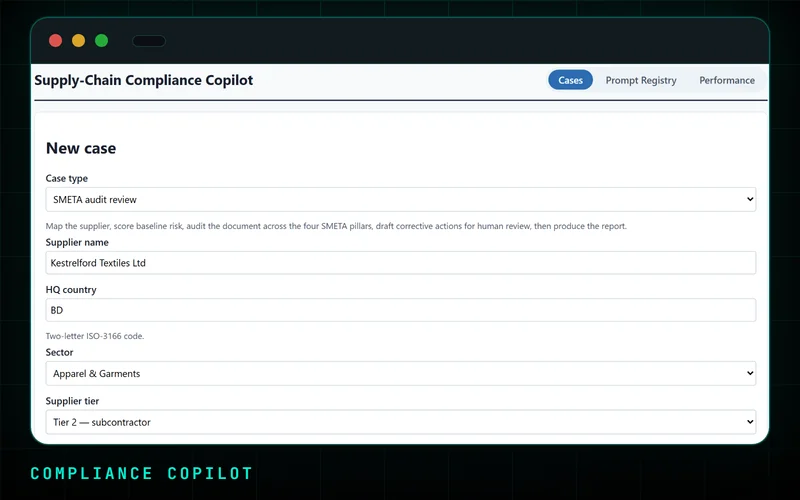 Supply-Chain Compliance Copilot
Cases
Prompt Registry
Performance
New case
Case type
SMETA audit review
Map the supplier, score baseline risk, audit the document across the four SMETA pillars, draft corrective actions for human review, then produce the report.
Supplier name
Kestrelford Textiles Ltd
HQ country
BD
Two-letter ISO-3166 code.
Sector
Apparel & Garments
Supplier tier
Tier 2 — subcontractor
COMPLIANCE COPILOT